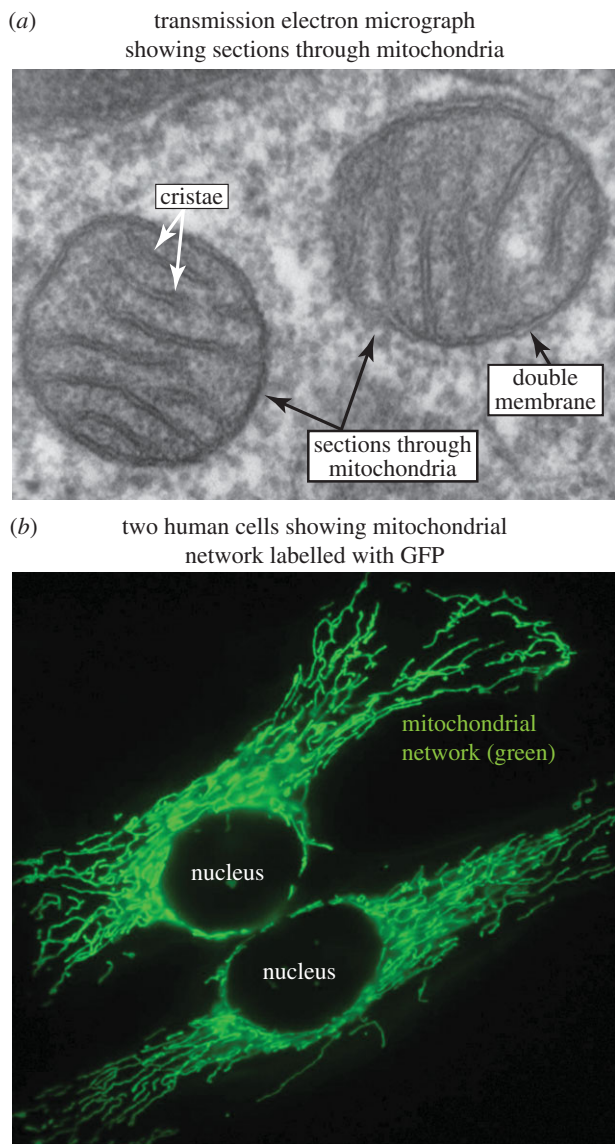 (a) transmission electron micrograph
showing sections through mitochondria
cristae
double
membrane
sections through
mitochondria
(b) two human cells showing mitochondrial
network labelled with GFP
mitochondrial
network (green)
nucleus
nucleus